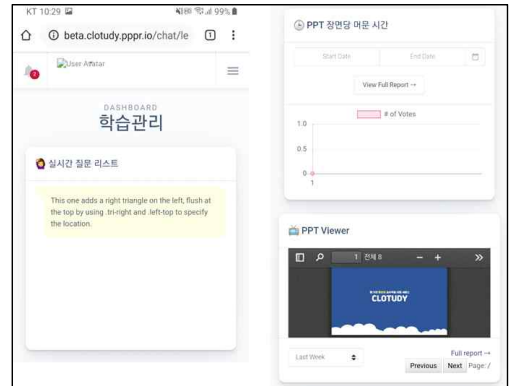 KT 10:29 99%
beta.clotudy.pppr.io/chat/le 1
User Avatar
DASHBOARD
학습관리
실시간 질문 리스트
This one adds a right triangle on the left, flush at
the top by using .tri-right and .left-top to specify
the location.
PPT 장면당 머문 시간
Start Date End Date
View Full Report →
# of Votes
1.0
0.5
0
1
PPT Viewer
1 전체 8 − +
CLOTUDY
Last Week Full report →
Previous Next Page: /